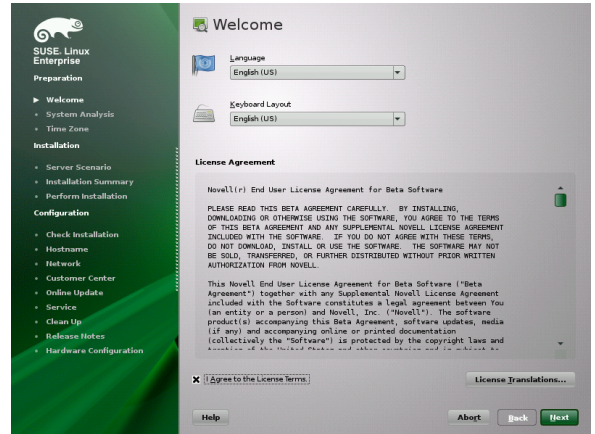 SUSE. Linux
Enterprise
Preparation
Welcome
System Analysis
Time Zone
Installation
Server Scenario
Installation Summary
Perform Installation
Configuration
Check Installation
Hostname
Network
Customer Center
Online Update
Service
Clean Up
Release Notes
Hardware Configuration
Welcome
Language
English (US)
Keyboard Layout
English (US)
License Agreement
Novell(r) End User License Agreement for Beta Software
PLEASE READ THIS BETA AGREEMENT CAREFULLY. BY INSTALLING,
DOWNLOADING OR OTHERWISE USING THE SOFTWARE, YOU AGREE TO THE TERMS
OF THIS BETA AGREEMENT AND ANY SUPPLEMENTAL NOVELL LICENSE AGREEMENT
INCLUDED WITH THE SOFTWARE. IF YOU DO NOT AGREE WITH THESE TERMS,
DO NOT DOWNLOAD, INSTALL OR USE THE SOFTWARE. THE SOFTWARE MAY NOT
BE SOLD, TRANSFERRED, OR FURTHER DISTRIBUTED WITHOUT PRIOR WRITTEN
AUTHORIZATION FROM NOVELL.
This Novell End User License Agreement for Beta Software ("Beta
Agreement") together with any Supplemental Novell License Agreement
included with the Software constitutes a legal agreement between You
(an entity or a person) and Novell, Inc. ("Novell"). The software
product(s) accompanying this Beta Agreement, software updates, media
(if any) and accompanying online or printed documentation
(collectively the "Software") is protected by the copyright laws and
I Agree to the License Terms.
License Translations...
Help
Abort
Back
Next